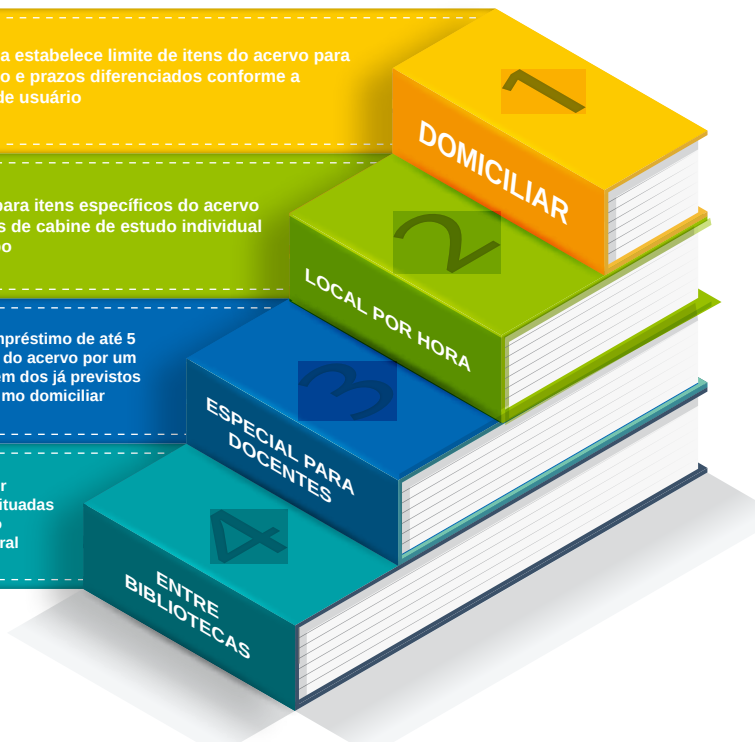 a estabelece limite de itens do acervo para
o e prazos diferenciados conforme a
de usuário
1
DOMICILIAR
para itens específicos do acervo
s de cabine de estudo individual
po
2
LOCAL POR HORA
mpréstimo de até 5
do acervo por um
em dos já previstos
mo domiciliar
3
ESPECIAL PARA
DOCENTES
r
ituadas
o
ral
4
ENTRE
BIBLIOTECAS